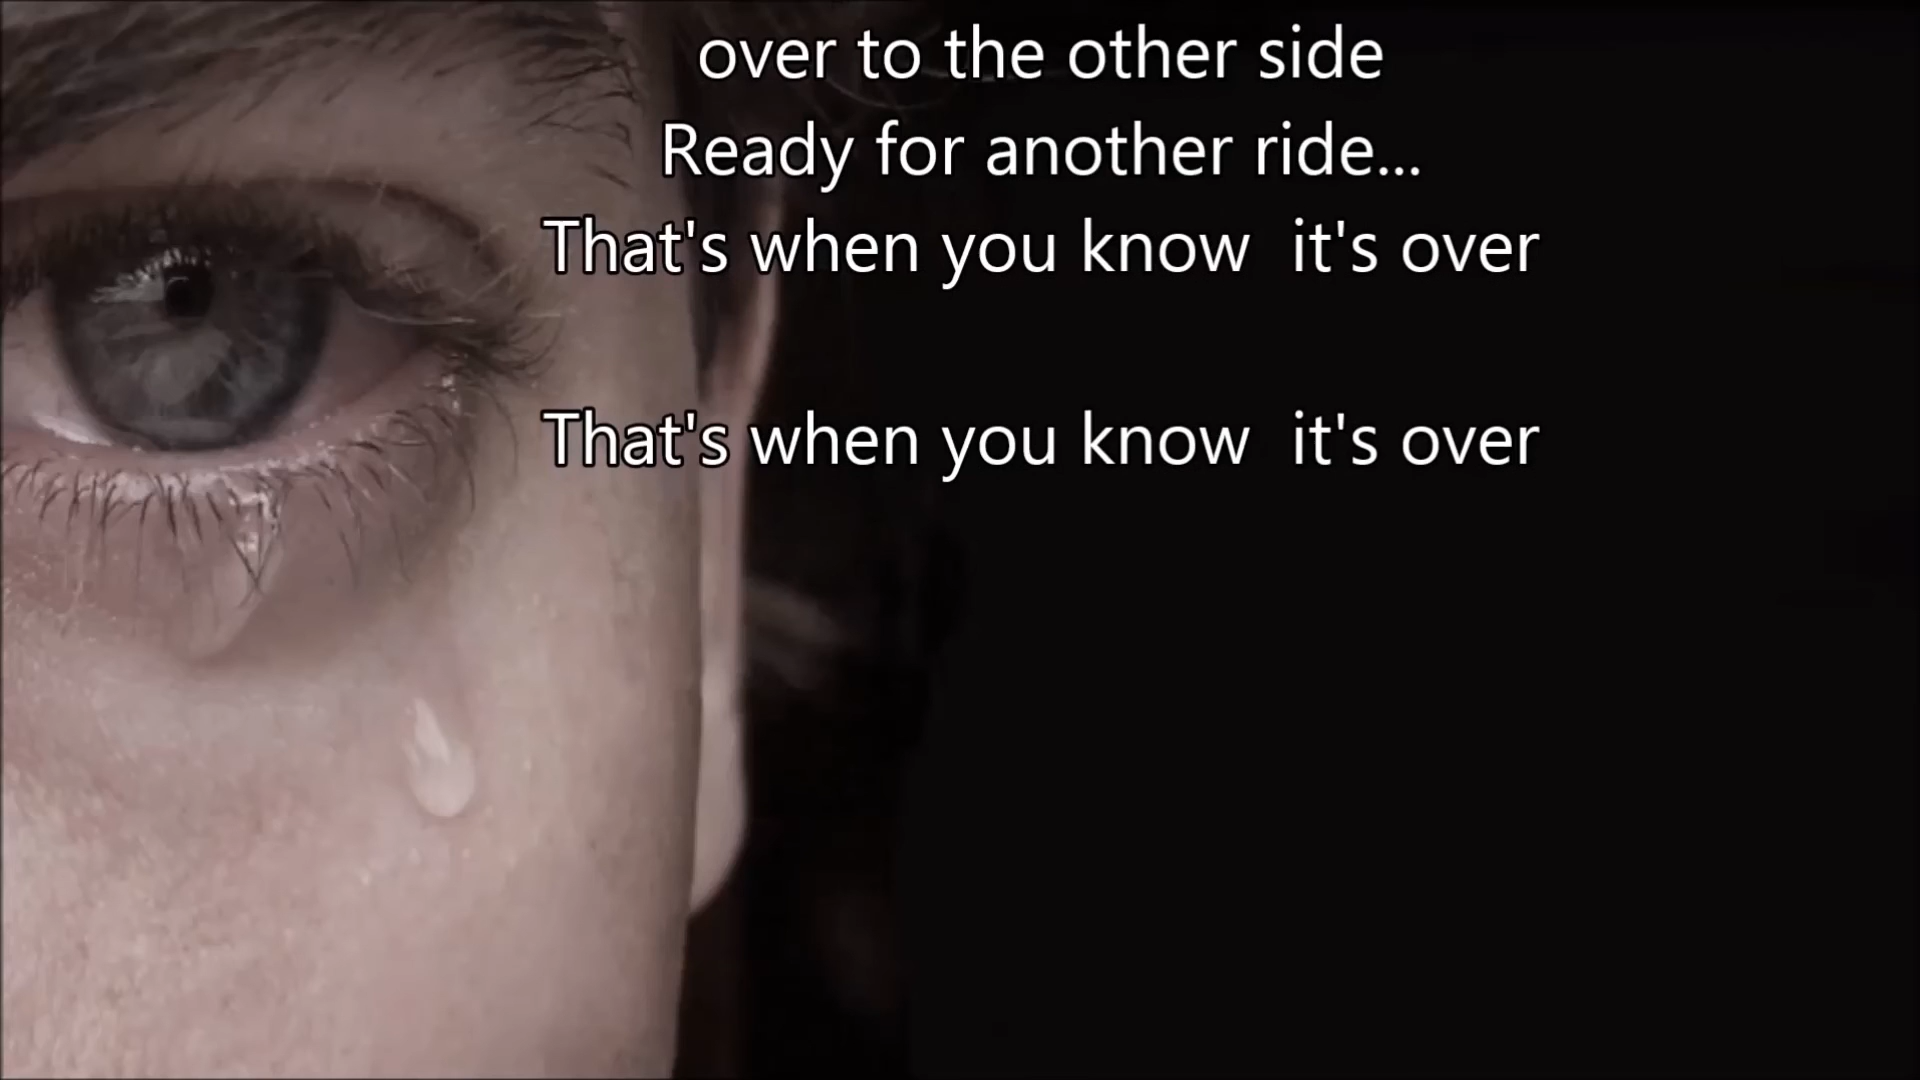 over to the other side
Ready for another ride...
That's when you know  it's over
That's when you know  it's over